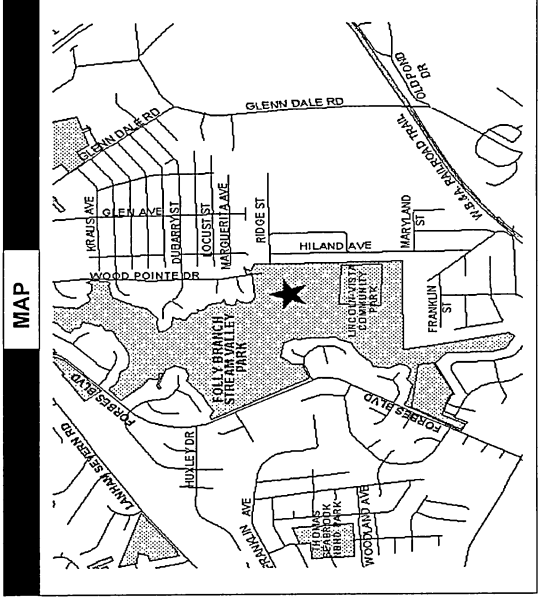 MAP
OLD POND
DR
GLENN DALE RD
GLENN DALE RD
W.B.&A. RAILROAD TRAIL
KRAUS AVE
GLEN AVE
DUBARRY ST
LOCUST ST
MARGUERITA AVE
RIDGE ST
HILAND AVE
MARYLAND
ST
WOOD POINTE DR
LINCOLN-VISTA
COMMUNITY
PARK
FRANKLIN
ST
FOLLY BRANCH
STREAM VALLEY
PARK
FORBES BLVD
FORBES BLVD
LANHAM SEVERN RD
HUXLEY DR
FRANKLIN AVE
THOMAS
SEABROOK
NBHD. PARK
WOODLAND AVE